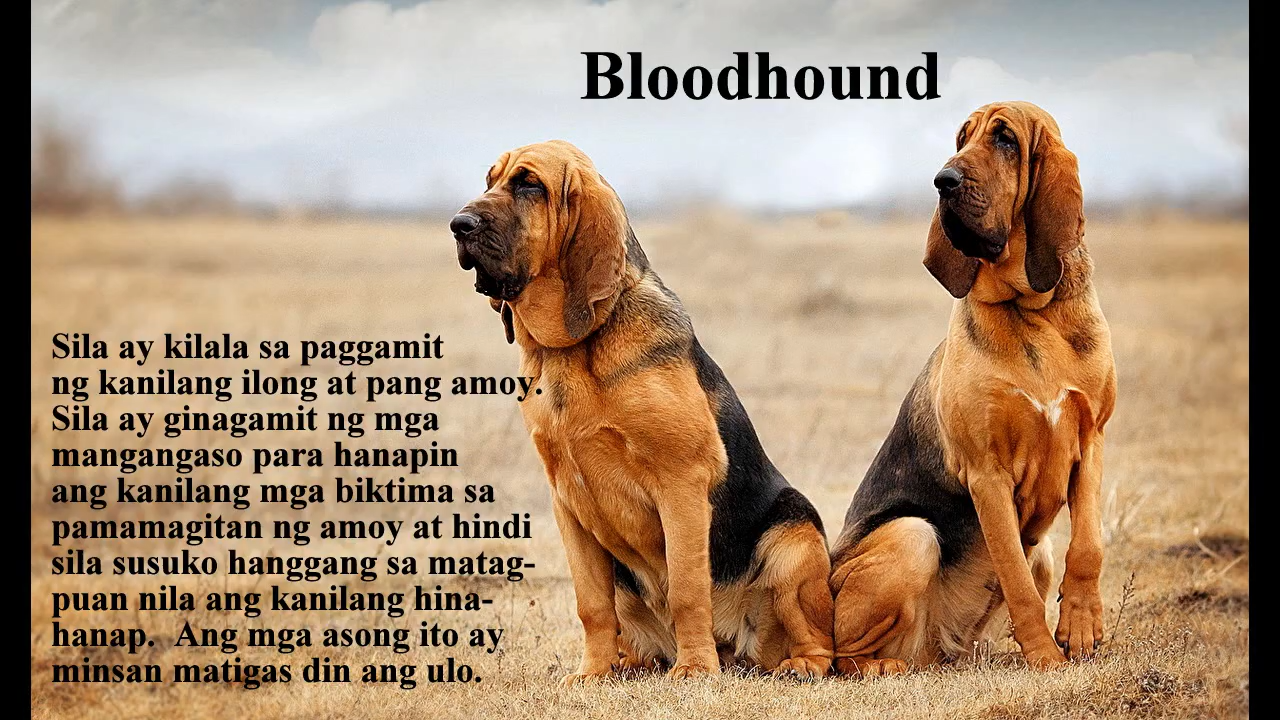 Bloodhound
Sila ay kilala sa paggamit
ng kanilang ilong at pang amoy.
Sila ay ginagamit ng mga
mangangaso para hanapin
ang kanilang mga biktima sa
pamamagitan ng amoy at hindi
sila susuko hanggang sa matag-
puan nila ang kanilang hina-
hanap.  Ang mga asong ito ay
minsan matigas din ang ulo.